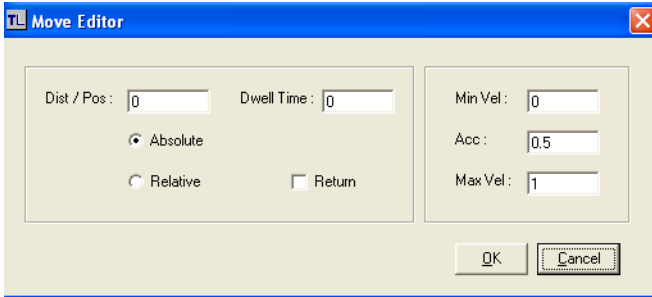 TL Move Editor
Dist / Pos : 0 Dwell Time : 0
Absolute
Relative Return
Min Vel : 0
Acc : 0.5
Max Vel : 1
OK Cancel